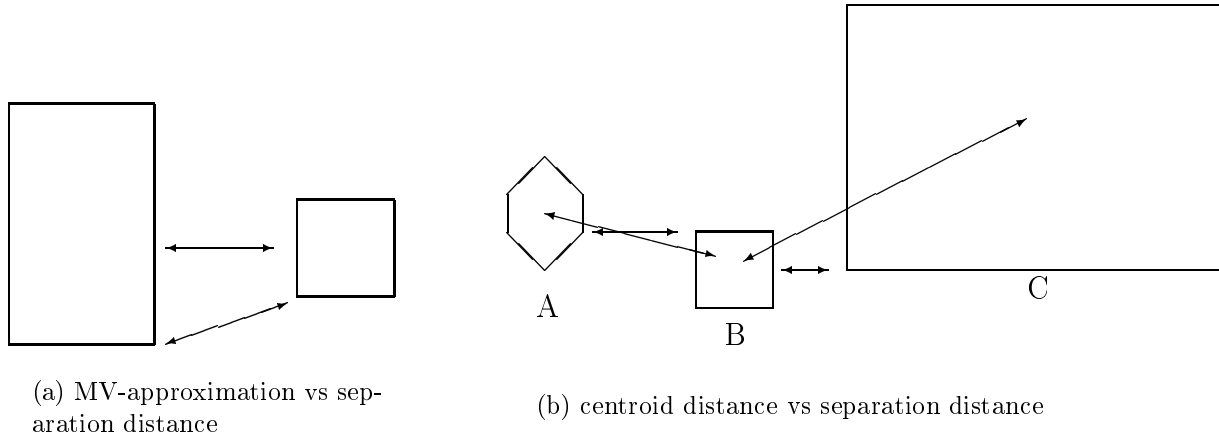 A
B
C
(a) MV-approximation vs sep-
aration distance
(b) centroid distance vs separation distance